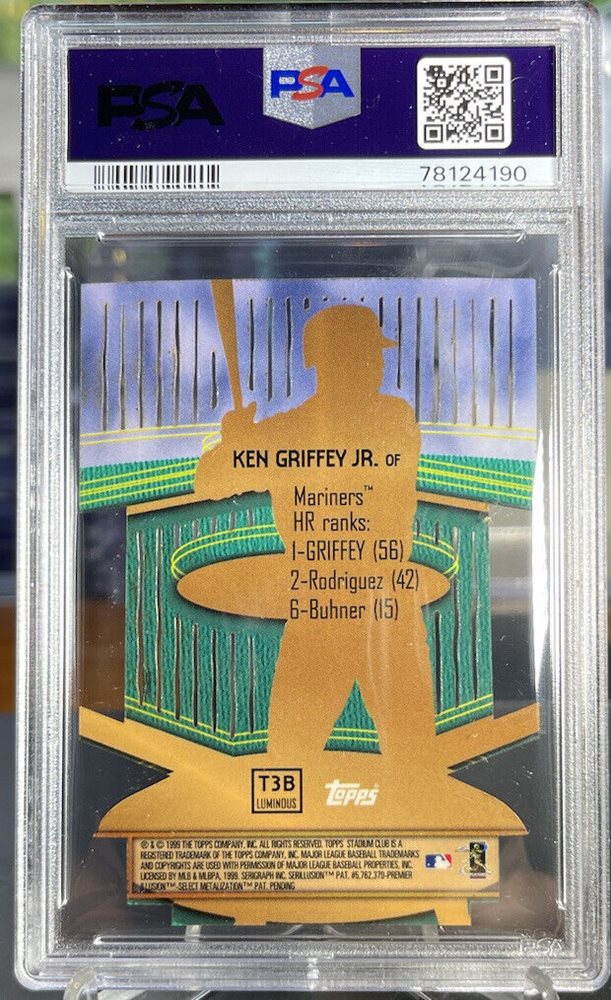 PSA
PSA
78124190
KEN GRIFFEY JR. OF
Mariners™
HR ranks:
1-GRIFFEY (56)
2-Rodriguez (42)
6-Buhner (15)
T3B
LUMINOUS
topps
® & © 1999 THE TOPPS COMPANY, INC. ALL RIGHTS RESERVED. TOPPS STADIUM CLUB IS A
REGISTERED TRADEMARK OF THE TOPPS COMPANY, INC. MAJOR LEAGUE BASEBALL TRADEMARKS
AND COPYRIGHTS ARE USED WITH PERMISSION OF MAJOR LEAGUE BASEBALL PROPERTIES, INC.
LICENSED BY MLB & MLBPA, 1999. SERIGRAPH INC. SERILLUSION™ PAT. #5,762,379-PREMIER
ILLUSION™-SELECT METALIZATION™ PAT. PENDING
PSA